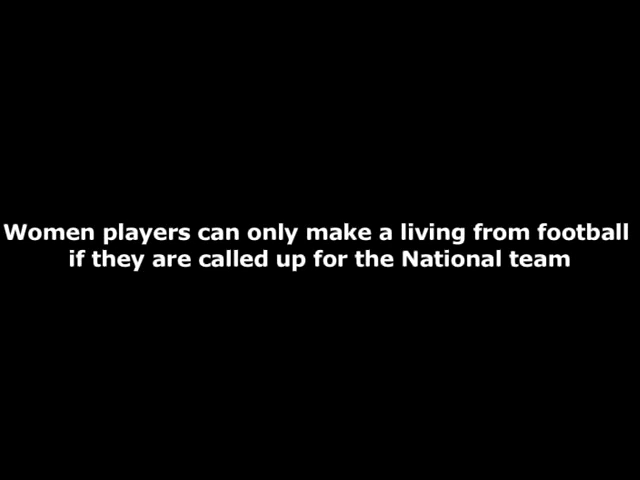 Women players can only make a living from football
if they are called up for the National team